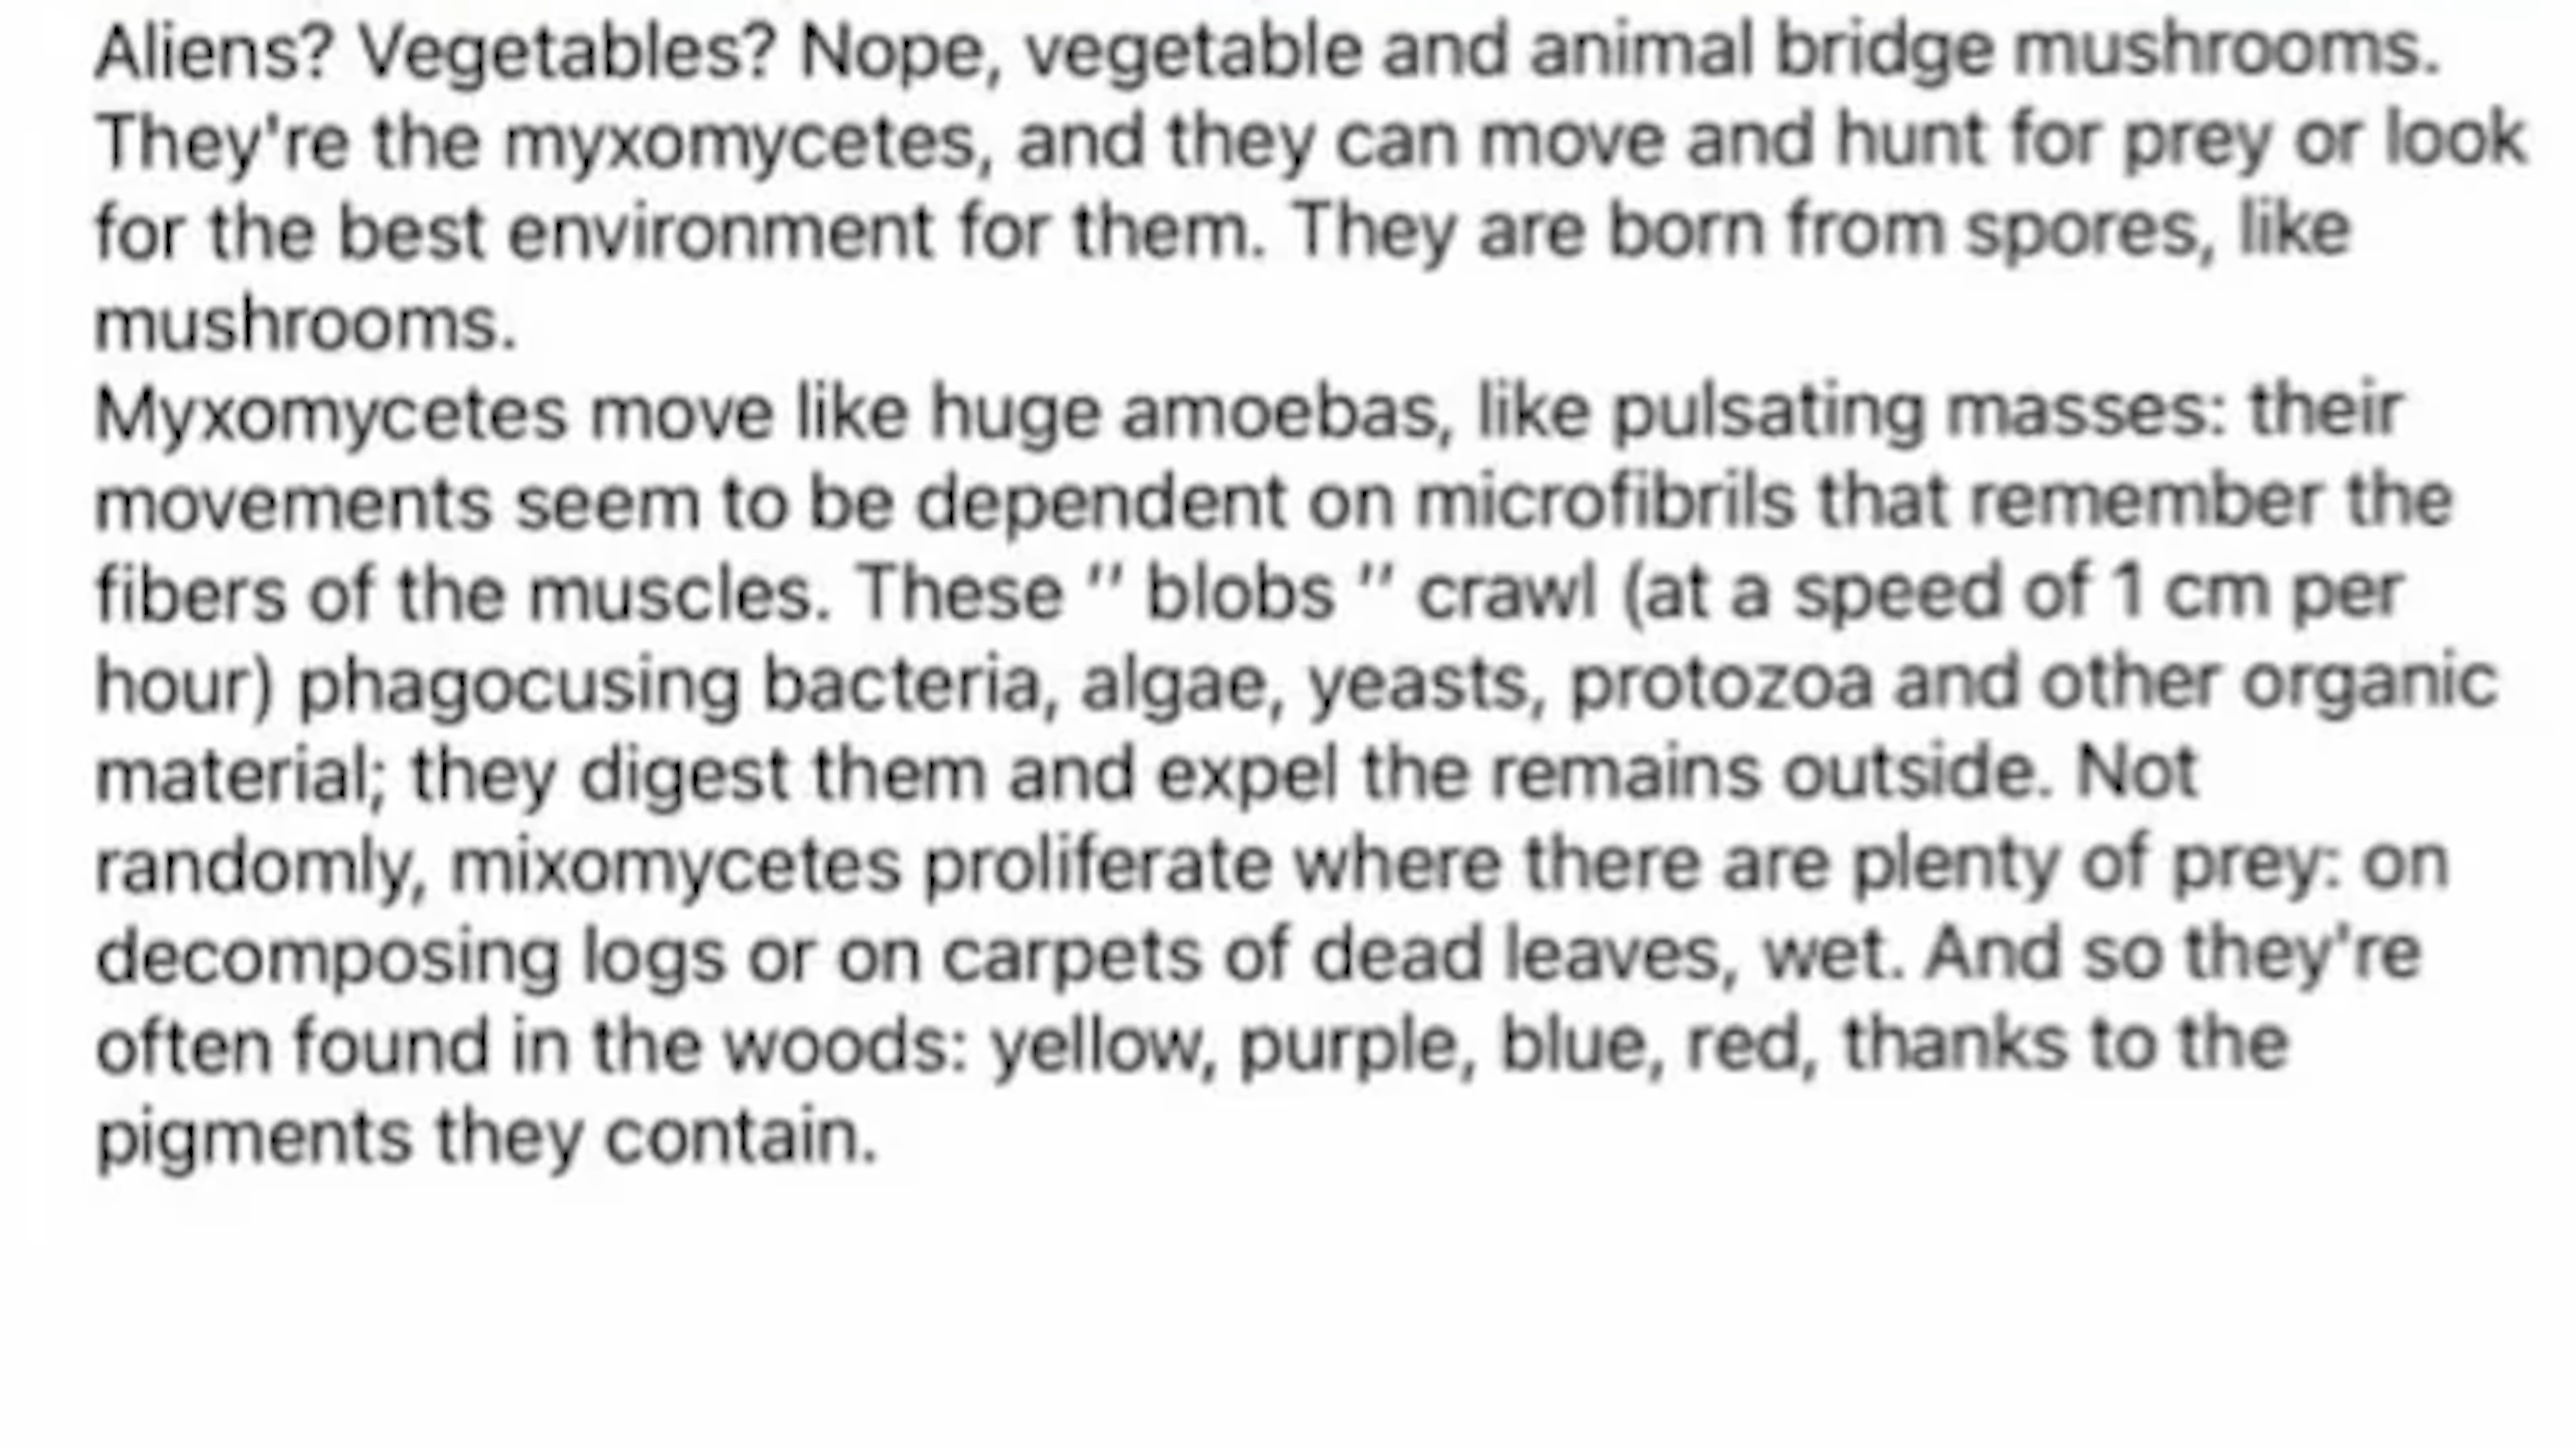 Aliens? Vegetables? Nope, vegetable and animal bridge mushrooms.
They're the myxomycetes, and they can move and hunt for prey or look
for the best environment for them. They are born from spores, like
mushrooms.
Myxomycetes move like huge amoebas, like pulsating masses: their
movements seem to be dependent on microfibrils that remember the
fibers of the muscles. These " blobs " crawl (at a speed of 1 cm per
hour) phagocusing bacteria, algae, yeasts, protozoa and other organic
material; they digest them and expel the remains outside. Not
randomly, mixomycetes proliferate where there are plenty of prey: on
decomposing logs or on carpets of dead leaves, wet. And so they're
often found in the woods: yellow, purple, blue, red, thanks to the
pigments they contain.